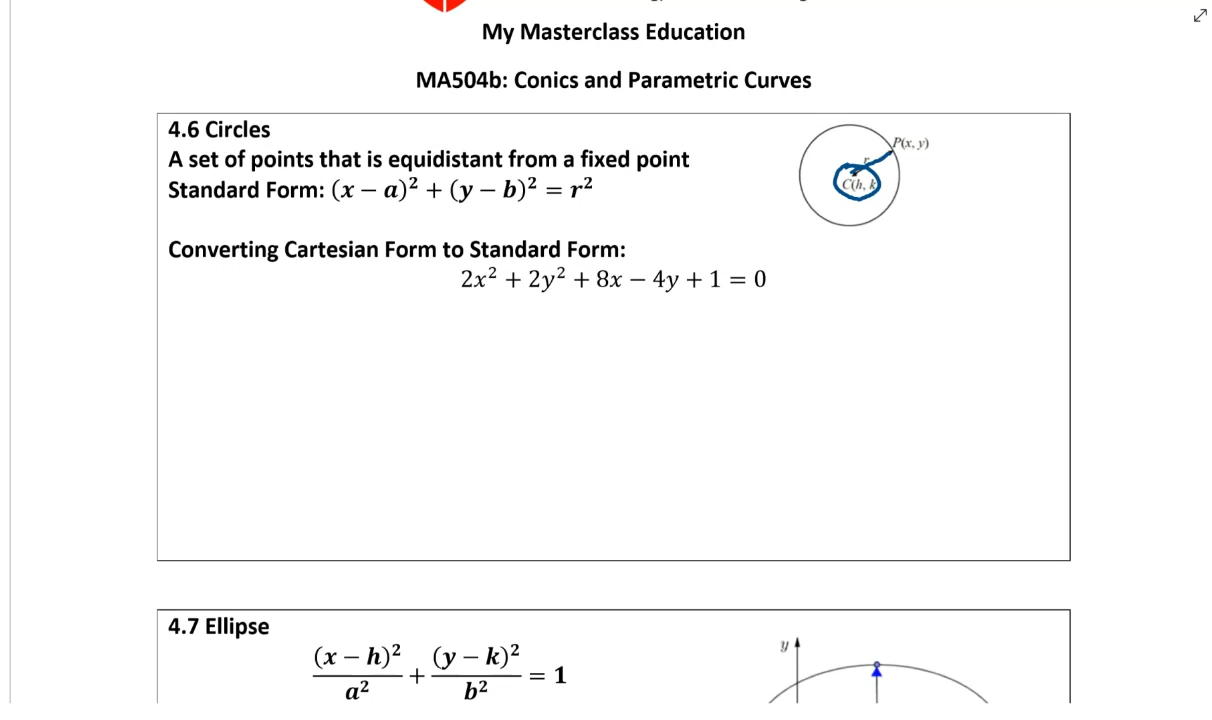 My Masterclass Education
MA504b: Conics and Parametric Curves
4.6 Circles
A set of points that is equidistant from a fixed point
Standard Form: (x − a)² + (y − b)² = r²
P(x, y)
r
C(h, k)
Converting Cartesian Form to Standard Form:
2x² + 2y² + 8x − 4y + 1 = 0
4.7 Ellipse
(x − h)²/a² + (y − k)²/b² = 1
y